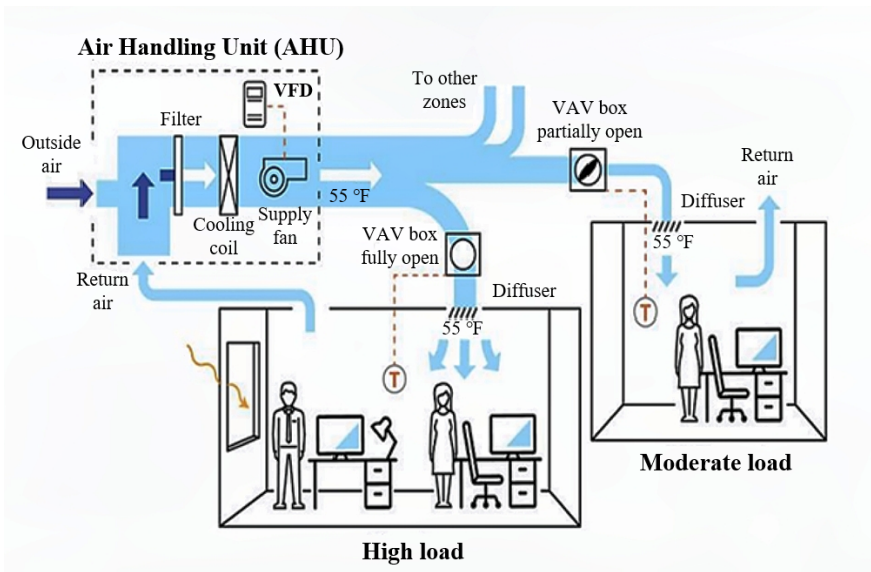 Air Handling Unit (AHU)
VFD
Filter
Outside
air
Cooling
coil
Supply
fan
55 °F
Return
air
To other
zones
VAV box
partially open
Return
air
Diffuser
55 °F
T
VAV box
fully open
Diffuser
55 °F
T
Moderate load
High load